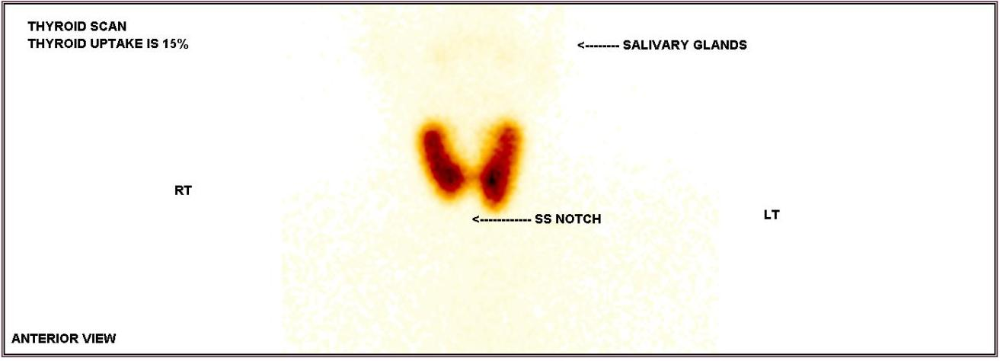 THYROID SCAN
THYROID UPTAKE IS 15%
<-------- SALIVARY GLANDS
RT
LT
<------------ SS NOTCH
ANTERIOR VIEW